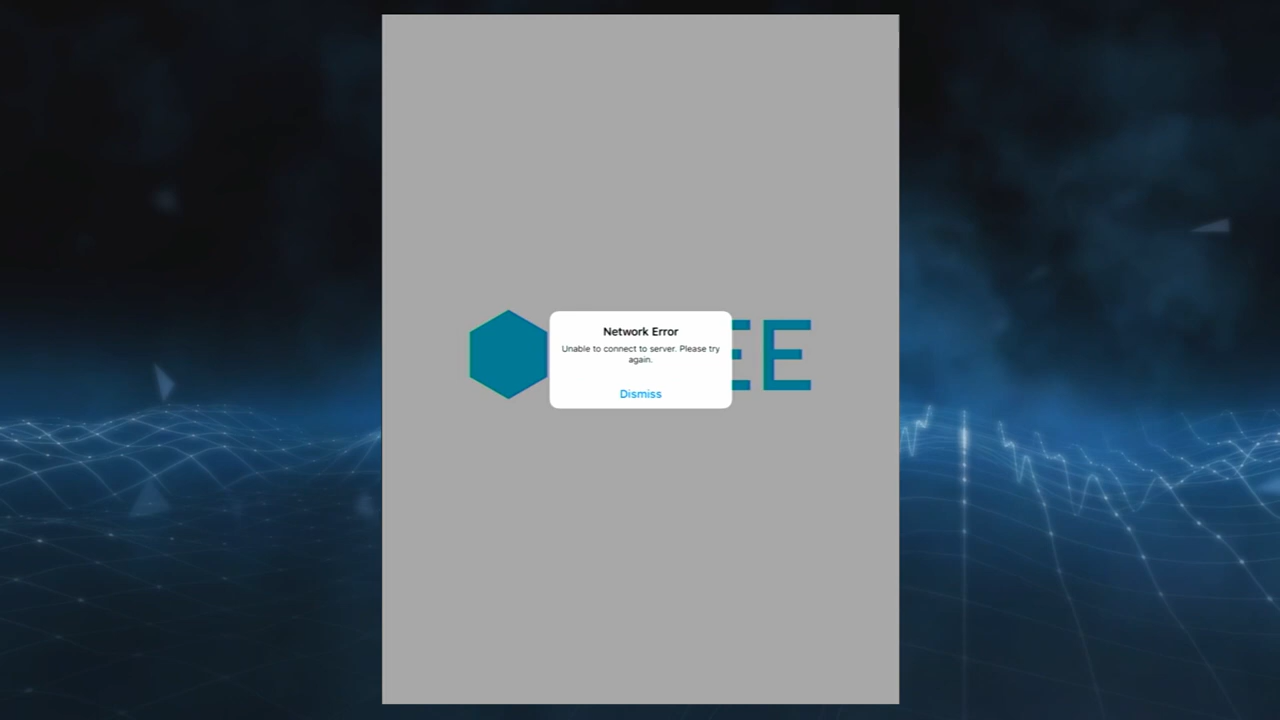 Network Error
Unable to connect to server. Please try
again.
Dismiss
EE